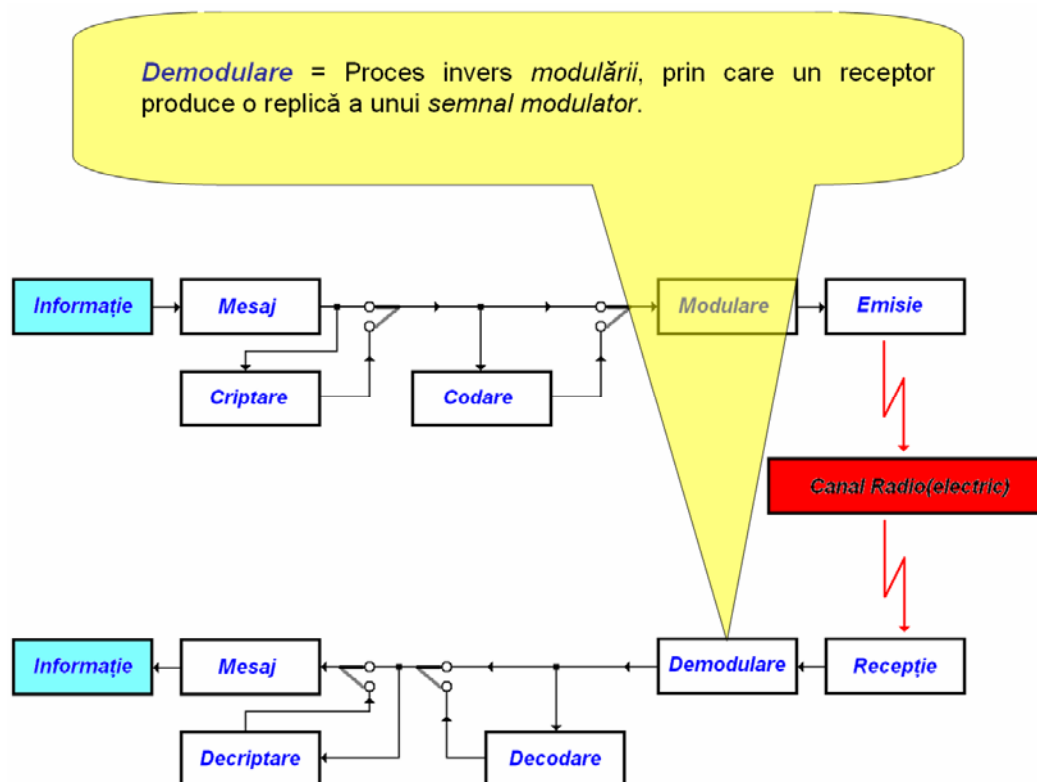 Demodulare = Proces invers modulării, prin care un receptor
produce o replică a unui semnal modulator.
Informație
Mesaj
Modulare
Emisie
Criptare
Codare
Canal Radio(electric)
Informație
Mesaj
Demodulare
Recepție
Decriptare
Decodare